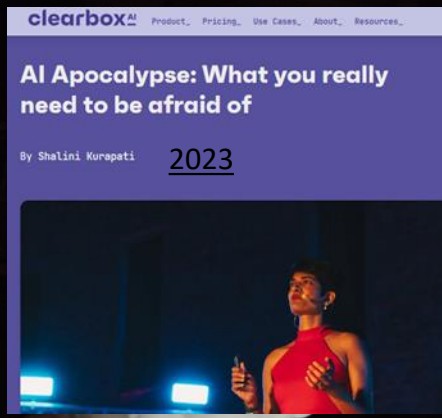 clearbox AI Product_ Pricing_ Use Cases_ About_ Resources_
AI Apocalypse: What you really
need to be afraid of
By Shalini Kurapati 2023